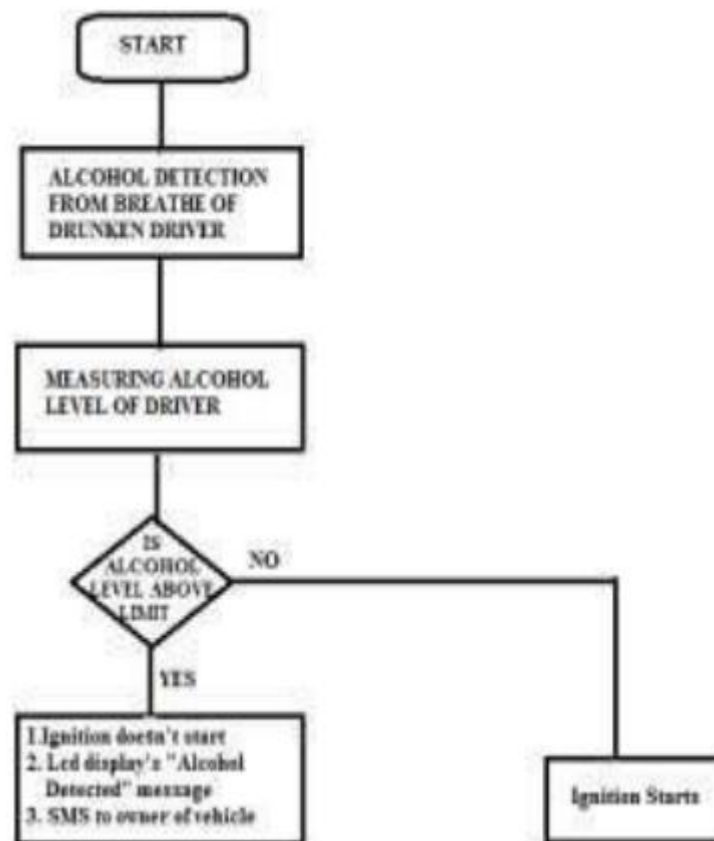 START
ALCOHOL DETECTION
FROM BREATHE OF
DRUNKEN DRIVER
MEASURING ALCOHOL
LEVEL OF DRIVER
IS
ALCOHOL
LEVEL ABOVE
LIMIT
NO
YES
1.Ignition doetn't start
2. Lcd display's "Alcohol
Detected" message
3. SMS to owner of vehicle
Ignition Starts